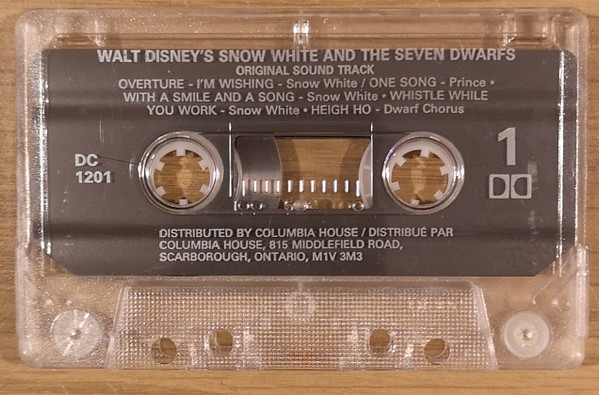 WALT DISNEY'S SNOW WHITE AND THE SEVEN DWARFS
ORIGINAL SOUND TRACK
OVERTURE - I'M WISHING - Snow White / ONE SONG - Prince •
WITH A SMILE AND A SONG - Snow White • WHISTLE WHILE
YOU WORK - Snow White • HEIGH HO - Dwarf Chorus
DC
1201
1
DISTRIBUTED BY COLUMBIA HOUSE / DISTRIBUÉ PAR
COLUMBIA HOUSE, 815 MIDDLEFIELD ROAD,
SCARBOROUGH, ONTARIO, M1V 3M3